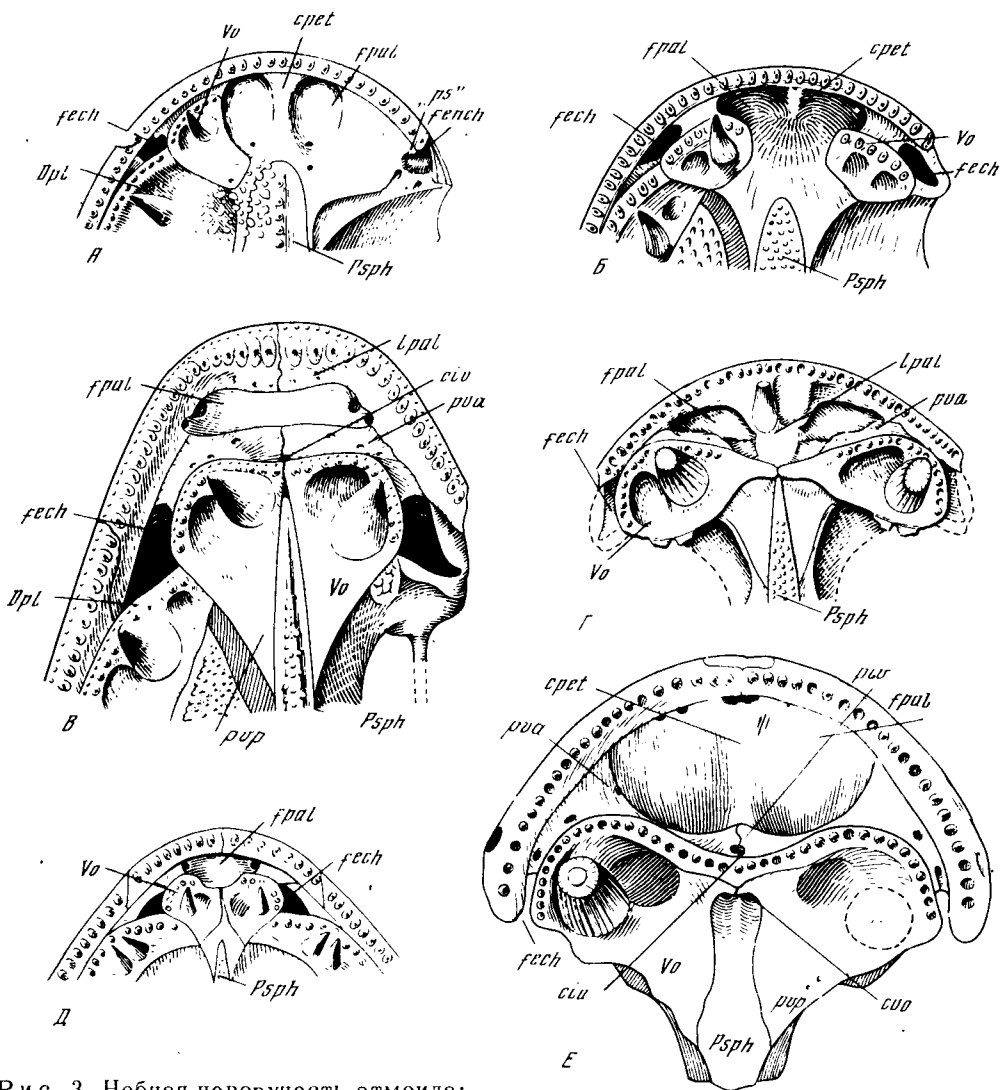 Vo
cpet
fpal
fech
„ps"
fench
Dpl
Psph
А
fpal
cpet
fech
Vo
fech
Psph
Б
fpal
lpal
civ
pva
fech
Vo
Dpl
Psph
В
pvp
fpal
lpal
pva
fech
Vo
Psph
Г
cpet
fpal
pva
fech
Vo
civ
pvp
cvo
Psph
Е
fpal
Vo
fech
Psph
Д
Рис. 3. Небная поверхность этмоида: